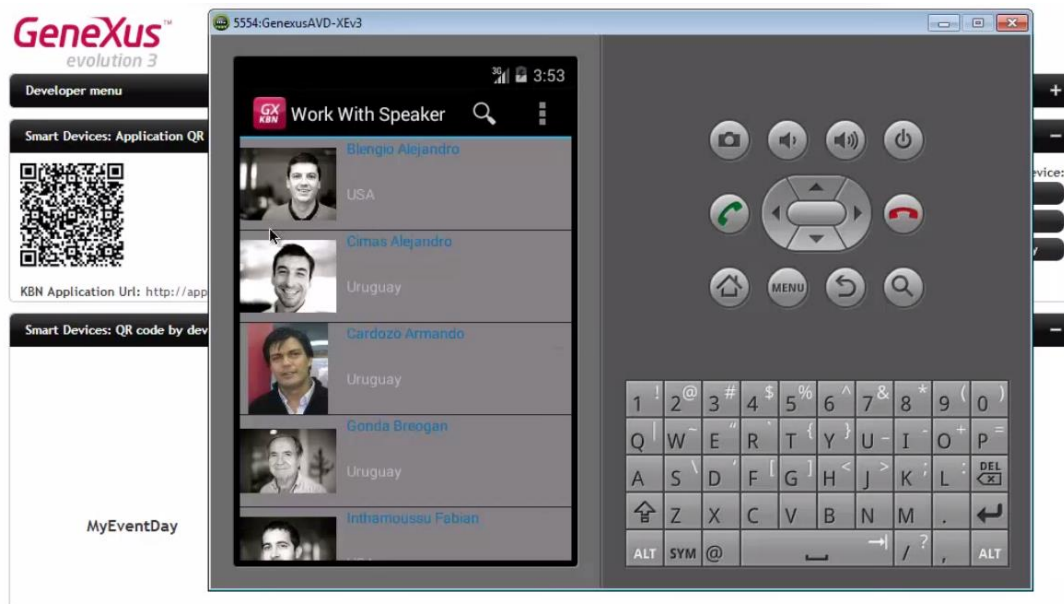 GeneXus™
evolution 3
Developer menu
Smart Devices: Application QR
KBN Application Url: http://app
Smart Devices: QR code by dev
MyEventDay
evice:
5554:GenexusAVD-XEv3
3G 3:53
GX KBN Work With Speaker
Blengio Alejandro
USA
Cimas Alejandro
Uruguay
Cardozo Armando
Uruguay
Gonda Breogan
Uruguay
Inthamoussu Fabian
MENU
1 ! 2 @ 3 # 4 $ 5 % 6 ^ 7 & 8 * 9 ( 0 )
Q | W ~ E " R ` T { Y } U - I - O + P =
A S \ D ' F [ G ] H < J > K ; L : DEL
Z X C V B N M .
ALT SYM @ / ? , ALT